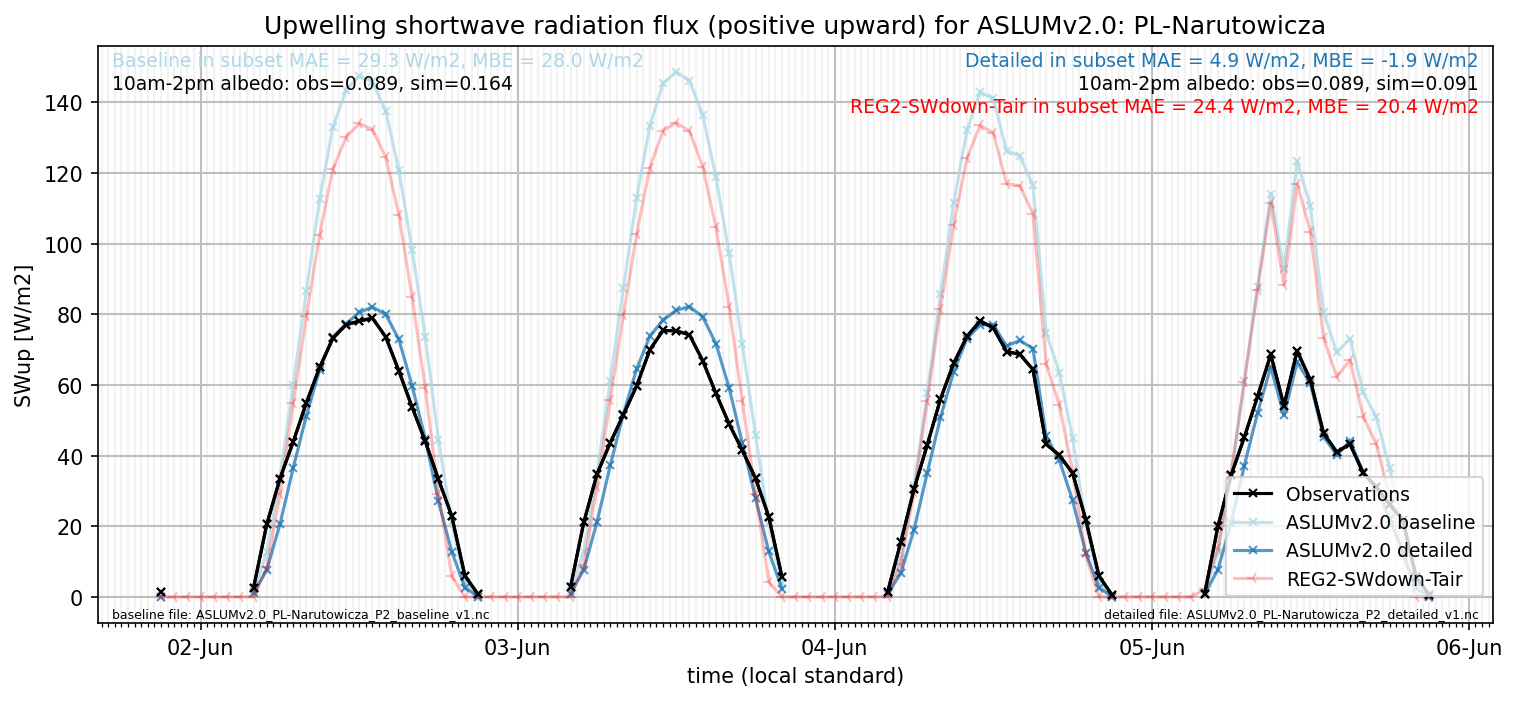 Upwelling shortwave radiation flux (positive upward) for ASLUMv2.0: PL-Narutowicza
Baseline in subset MAE = 29.3 W/m2, MBE = 28.0 W/m2
10am-2pm albedo: obs=0.089, sim=0.164
Detailed in subset MAE = 4.9 W/m2, MBE = -1.9 W/m2
10am-2pm albedo: obs=0.089, sim=0.091
REG2-SWdown-Tair in subset MAE = 24.4 W/m2, MBE = 20.4 W/m2
SWup [W/m2]
140
120
100
80
60
40
20
0
Observations
ASLUMv2.0 baseline
ASLUMv2.0 detailed
REG2-SWdown-Tair
baseline file: ASLUMv2.0_PL-Narutowicza_P2_baseline_v1.nc
detailed file: ASLUMv2.0_PL-Narutowicza_P2_detailed_v1.nc
02-Jun
03-Jun
04-Jun
05-Jun
06-Jun
time (local standard)